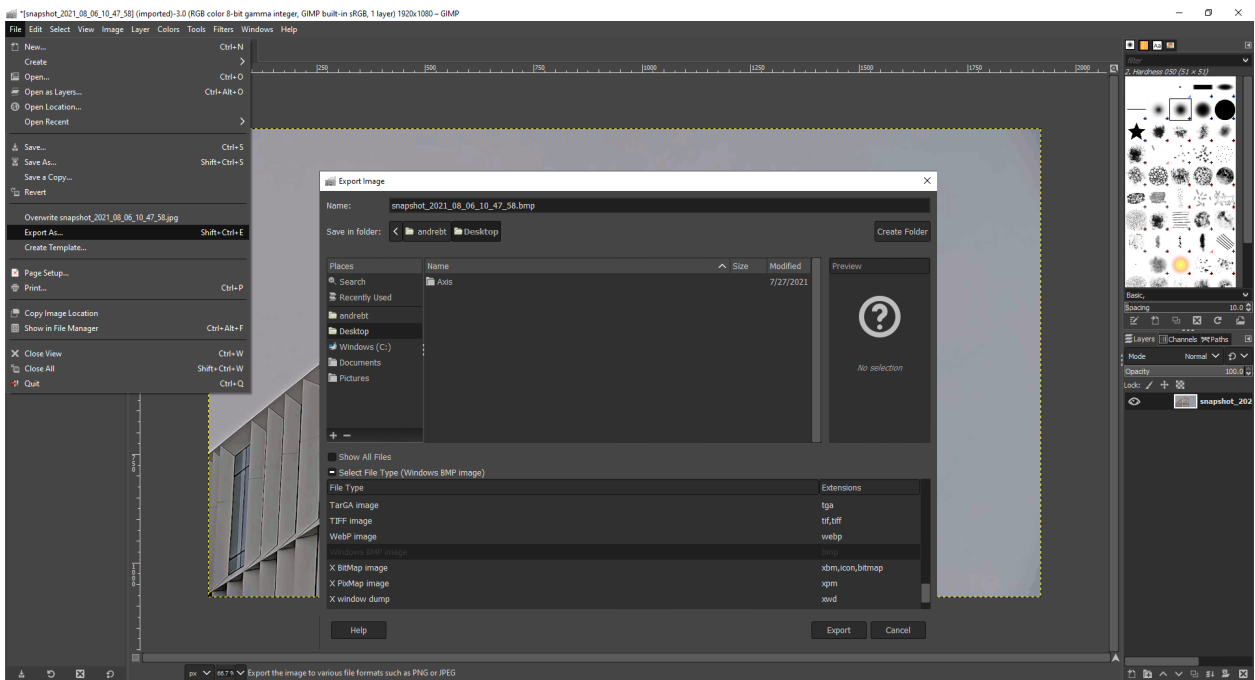 *[snapshot_2021_08_06_10_47_58] (imported)-3.0 (RGB color 8-bit gamma integer, GIMP built-in sRGB, 1 layer) 1920x1080 – GIMP
File Edit Select View Image Layer Colors Tools Filters Windows Help
New... Ctrl+N
Create
Open... Ctrl+O
Open as Layers... Ctrl+Alt+O
Open Location...
Open Recent
Save... Ctrl+S
Save As... Shift+Ctrl+S
Save a Copy...
Revert
Overwrite snapshot_2021_08_06_10_47_58.jpg
Export As... Shift+Ctrl+E
Create Template...
Page Setup...
Print... Ctrl+P
Copy Image Location
Show in File Manager Ctrl+Alt+F
Close View Ctrl+W
Close All Shift+Ctrl+W
Quit Ctrl+Q
250 500 750 1000 1250 1500 1750 2000
750
1000
Export Image
Name: snapshot_2021_08_06_10_47_58.bmp
Save in folder: andrebt Desktop Create Folder
Places Name Size Modified Preview
Search Axis 7/27/2021
Recently Used
andrebt
Desktop
Windows (C:)
Documents
Pictures
No selection
Show All Files
Select File Type (Windows BMP image)
File Type Extensions
TarGA image tga
TIFF image tif,tiff
WebP image webp
Windows BMP image bmp
X BitMap image xbm,icon,bitmap
X PixMap image xpm
X window dump xwd
Help Export Cancel
px 66.7 % Export the image to various file formats such as PNG or JPEG
Aa
filter
2. Hardness 050 (51 × 51)
Basic,
Spacing 10.0
Layers Channels Paths
Mode Normal
Opacity 100.0
Lock:
snapshot_202